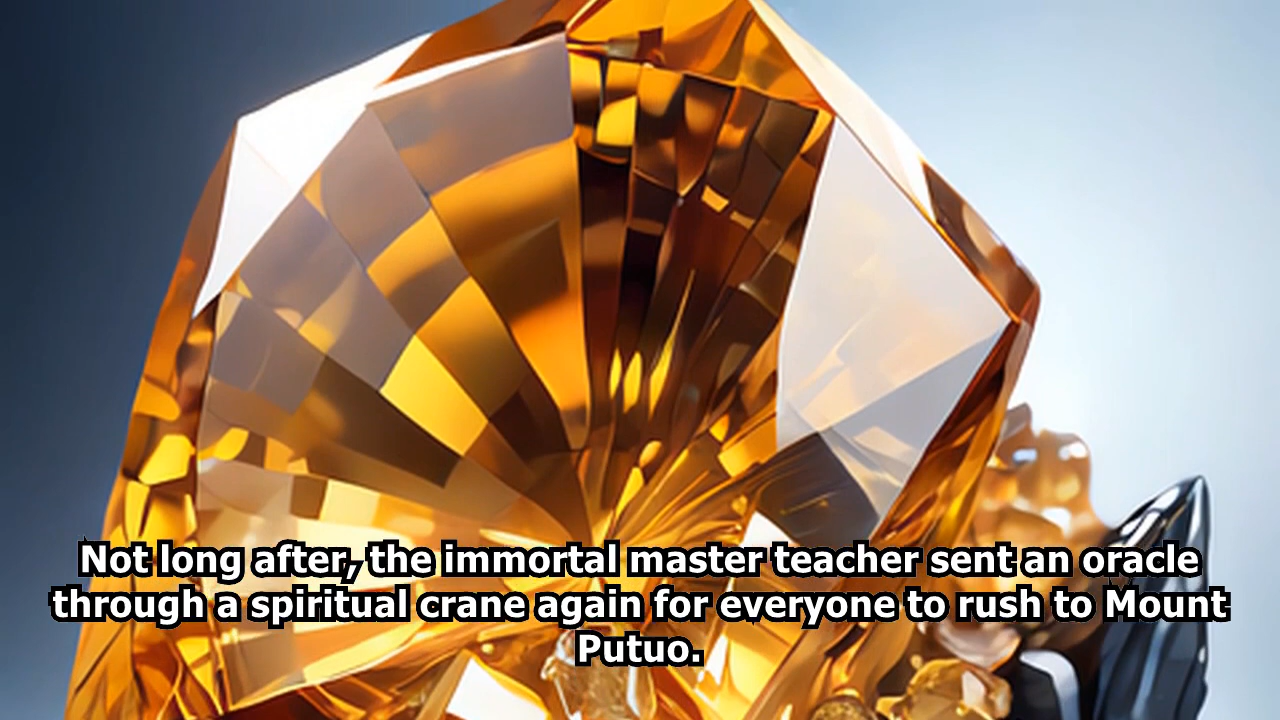 Not long after, the immortal master teacher sent an oracle
through a spiritual crane again for everyone to rush to Mount
Putuo.